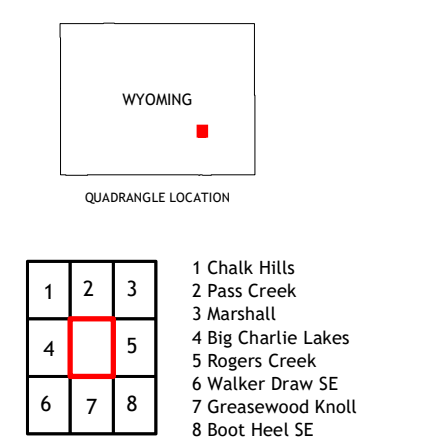 WYOMING
QUADRANGLE LOCATION
1 2 3
4 5
6 7 8
1 Chalk Hills
2 Pass Creek
3 Marshall
4 Big Charlie Lakes
5 Rogers Creek
6 Walker Draw SE
7 Greasewood Knoll
8 Boot Heel SE